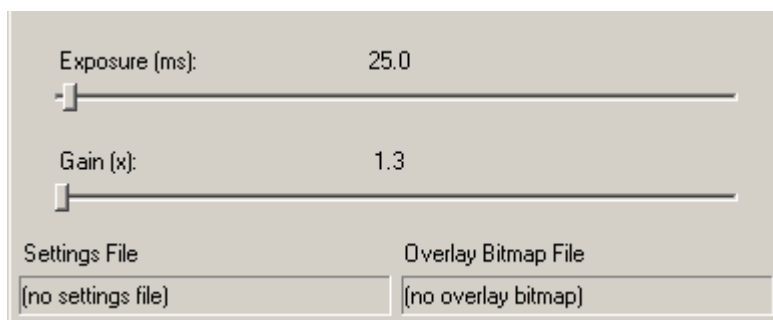 Exposure (ms): 25.0
Gain (x): 1.3
Settings File Overlay Bitmap File
(no settings file) (no overlay bitmap)